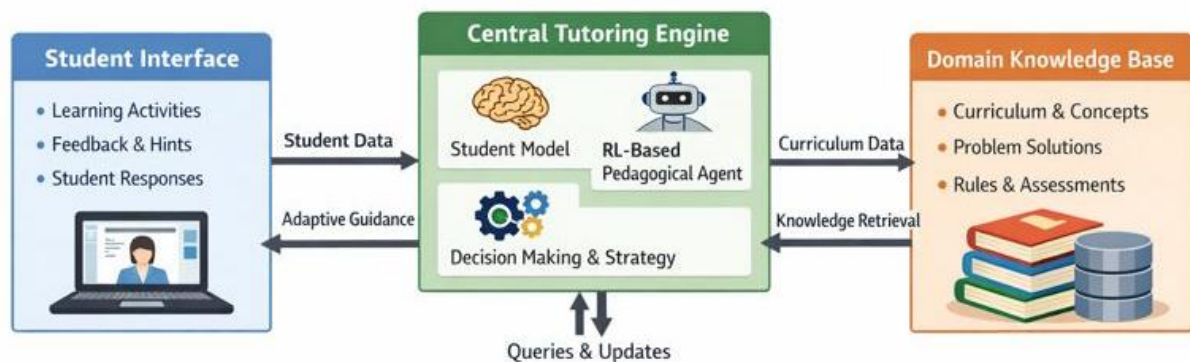 Student Interface
• Learning Activities
• Feedback & Hints
• Student Responses
Student Data
Adaptive Guidance
Central Tutoring Engine
Student Model
RL-Based
Pedagogical Agent
Decision Making & Strategy
Queries & Updates
Curriculum Data
Knowledge Retrieval
Domain Knowledge Base
• Curriculum & Concepts
• Problem Solutions
• Rules & Assessments